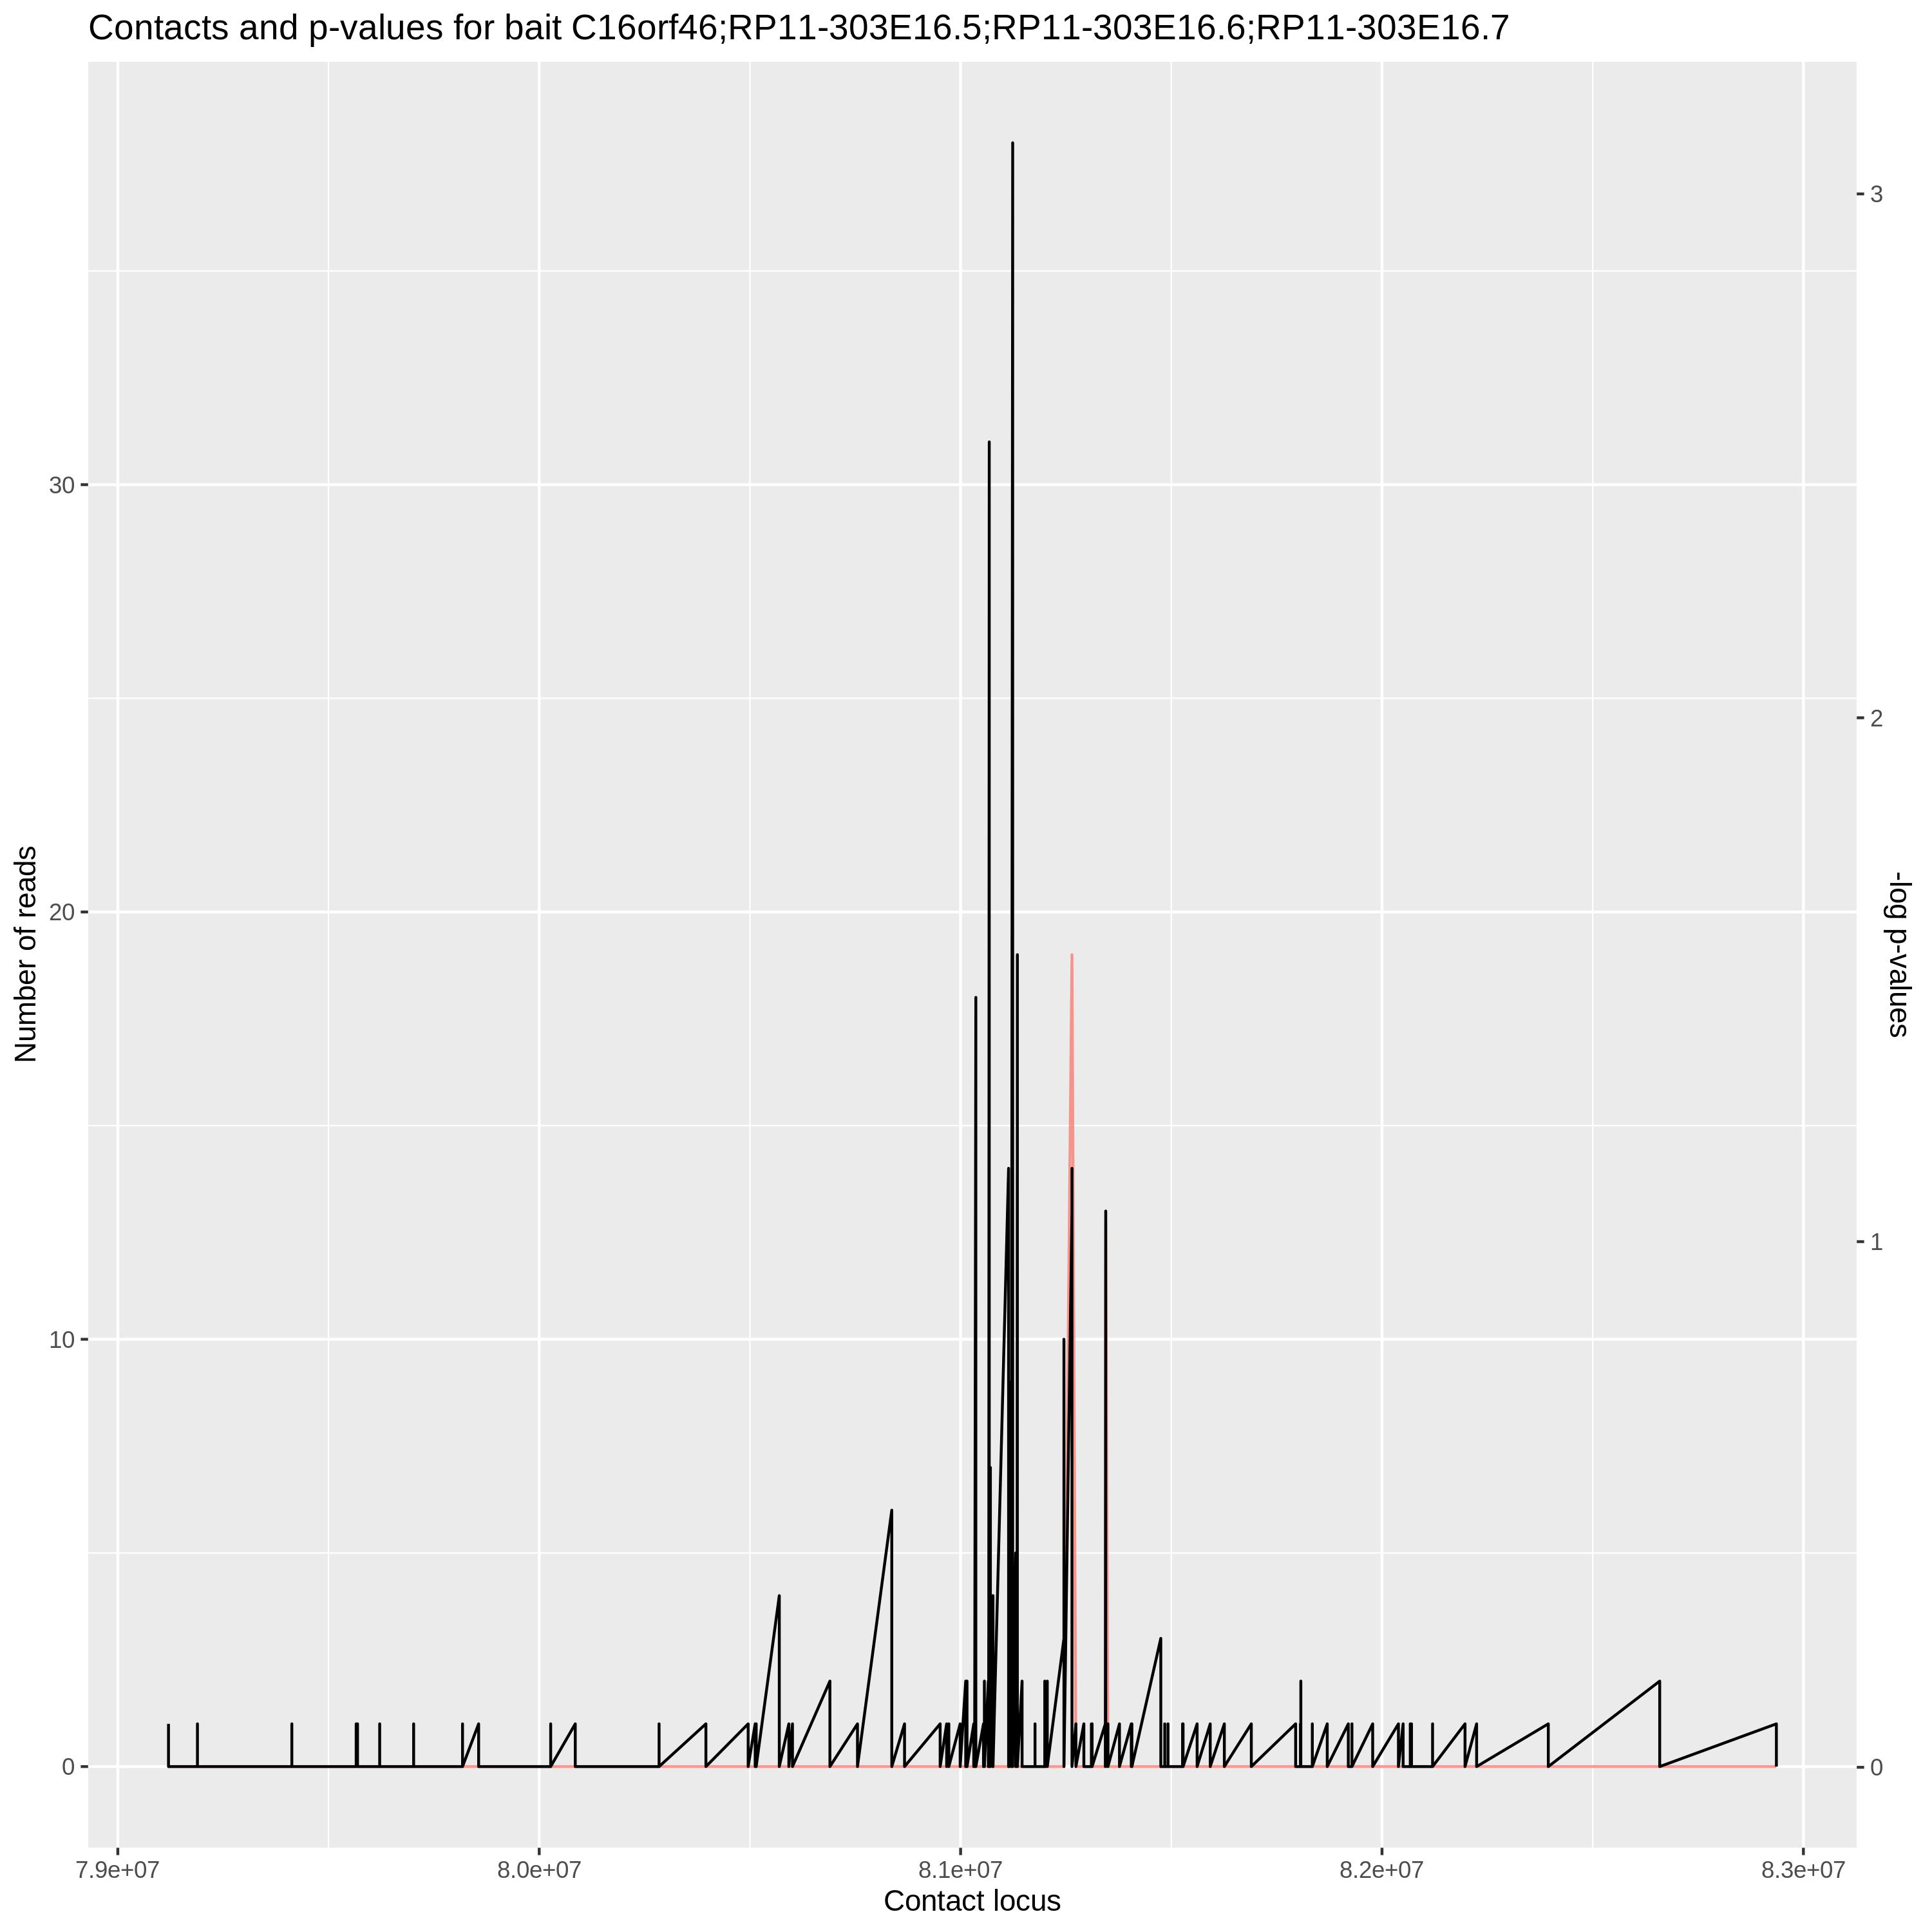 Contacts and p-values for bait C16orf46;RP11-303E16.5;RP11-303E16.6;RP11-303E16.7
Number of reads
30
20
10
0
3
2
1
0
-log p-values
7.9e+07 8.0e+07 8.1e+07 8.2e+07 8.3e+07
Contact locus